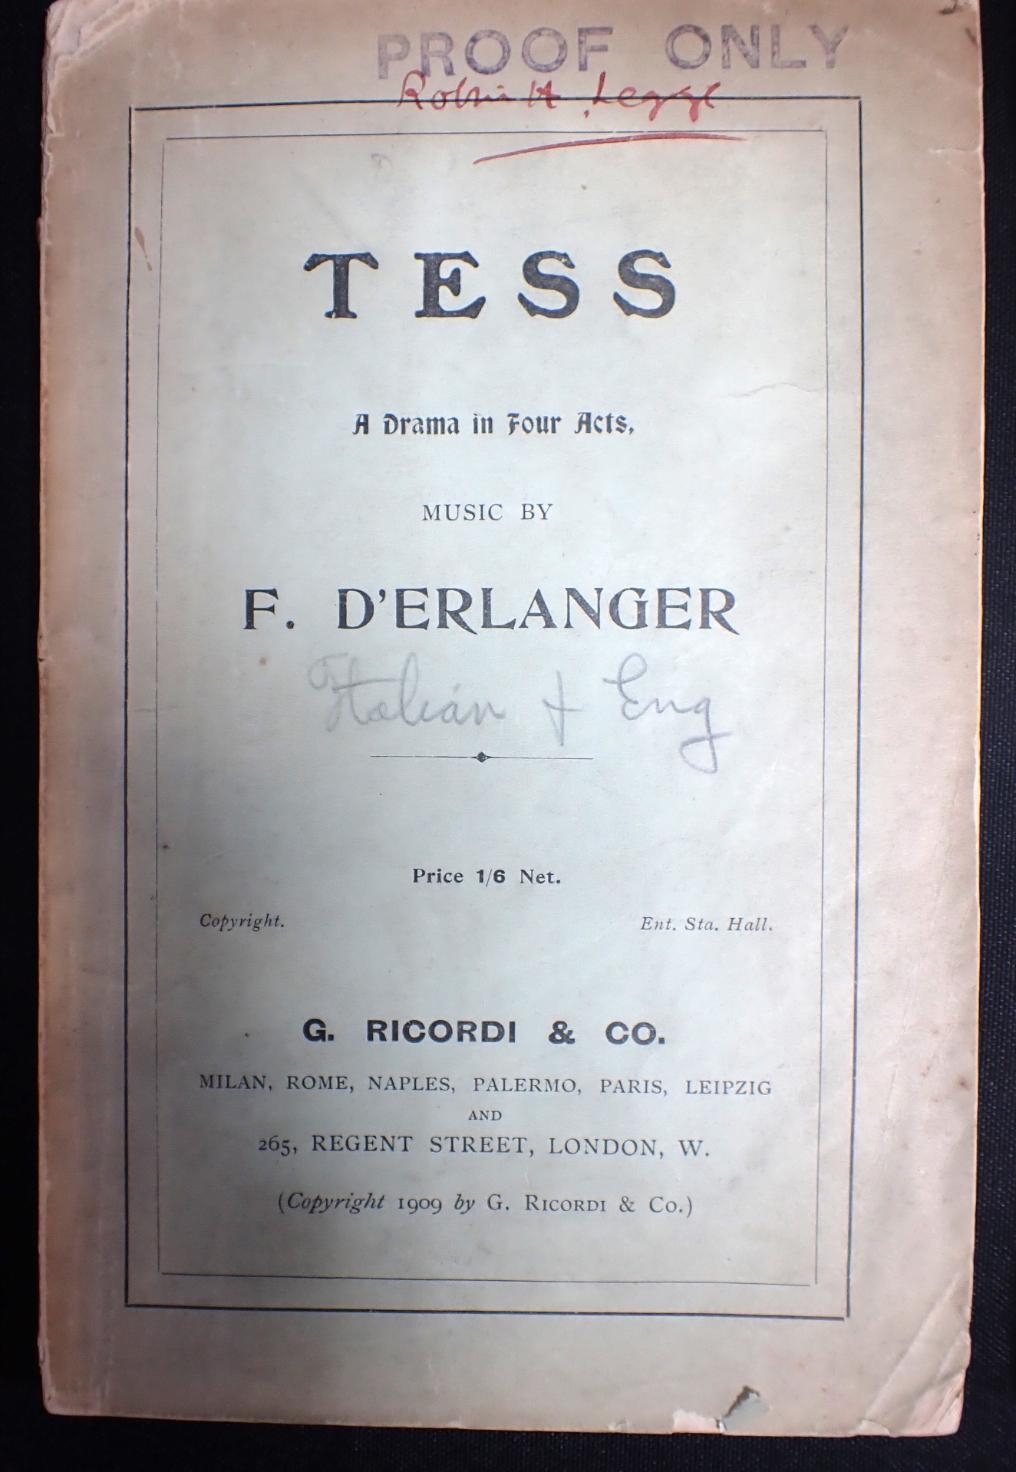 PROOF ONLY
Robin H Legge
TESS
A Drama in Four Acts,
MUSIC BY
F. D'ERLANGER
Italian & Eng
Price 1/6 Net.
Copyright. Ent. Sta. Hall.
G. RICORDI & CO.
MILAN, ROME, NAPLES, PALERMO, PARIS, LEIPZIG
AND
265, REGENT STREET, LONDON, W.
(Copyright 1909 by G. RICORDI & Co.)